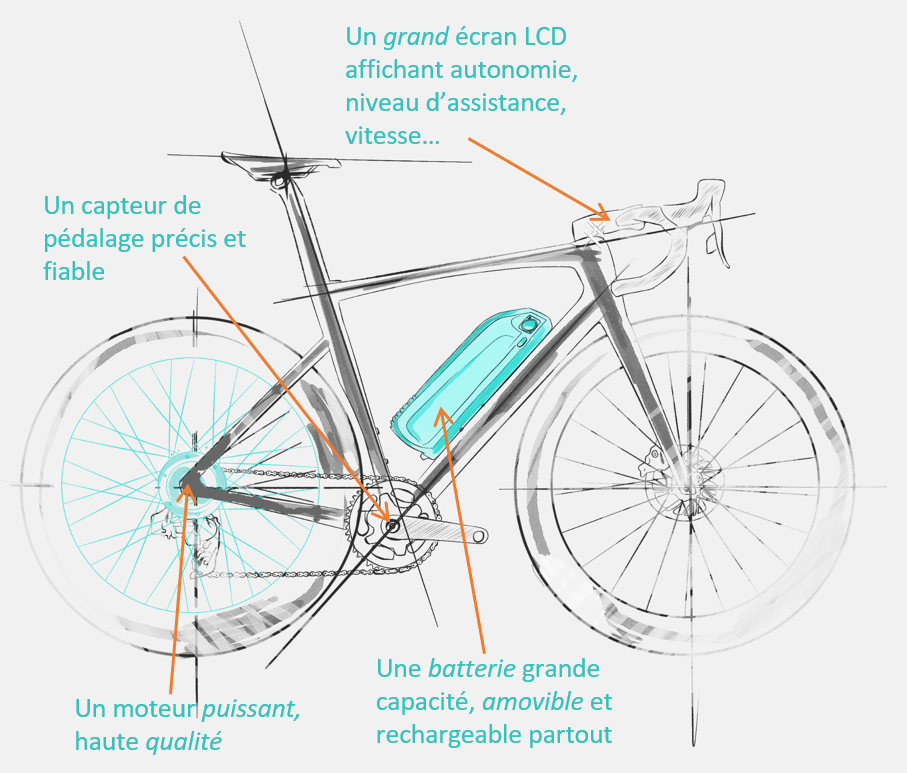 Un grand écran LCD
affichant autonomie,
niveau d’assistance,
vitesse…
Un capteur de
pédalage précis et
fiable
Une batterie grande
capacité, amovible et
rechargeable partout
Un moteur puissant,
haute qualité